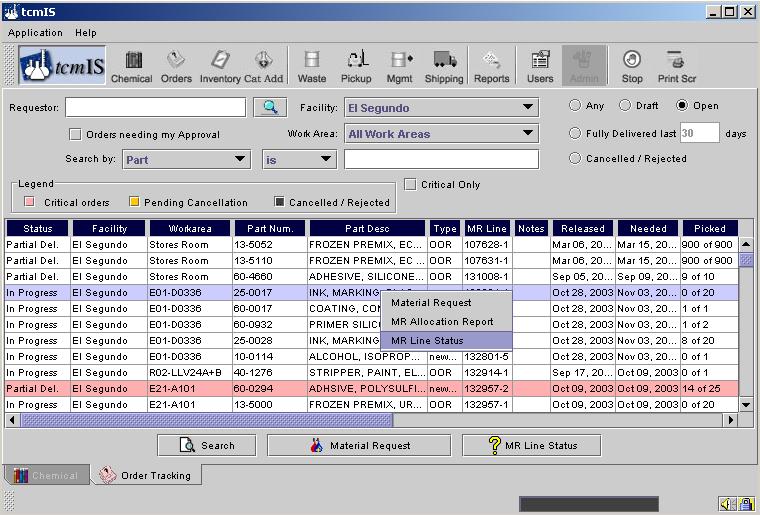 tcmIS
Application Help
tcmIS Chemical Orders Inventory Cat Add Waste Pickup Mgmt Shipping Reports Users Admin Stop Print Scr
Requestor: Facility: El Segundo Any Draft Open
Orders needing my Approval Work Area: All Work Areas Fully Delivered last 30 days
Search by: Part is Cancelled / Rejected
Legend Critical Only
Critical orders Pending Cancellation Cancelled / Rejected
Status Facility Workarea Part Num. Part Desc Type MR Line Notes Released Needed Picked
Partial Del. El Segundo Stores Room 13-5052 FROZEN PREMIX, EC ... OOR 107628-1 Mar 06, 20... Mar 15, 20... 900 of 900
Partial Del. El Segundo Stores Room 13-5110 FROZEN PREMIX, EC ... OOR 107631-1 Mar 06, 20... Mar 15, 20... 900 of 900
Partial Del. El Segundo Stores Room 60-4660 ADHESIVE, SILICONE... OOR 131008-1 Sep 05, 20... Sep 09, 20... 9 of 10
In Progress El Segundo E01-D0336 25-0017 INK, MARKING, Oct 28, 2003 Nov 03, 20... 0 of 20
In Progress El Segundo E01-D0336 60-0017 COATING, CON Oct 28, 2003 Nov 03, 20... 0 of 1
In Progress El Segundo E01-D0336 60-0932 PRIMER SILIC Oct 28, 2003 Nov 03, 20... 1 of 2
In Progress El Segundo E01-D0336 25-0028 INK, MARKING Oct 28, 2003 Nov 03, 20... 8 of 20
In Progress El Segundo E01-D0336 10-0114 ALCOHOL, ISOPROP... new... 132801-5 Oct 28, 2003 Nov 03, 20... 0 of 1
In Progress El Segundo R02-LLV24A+B 40-1276 STRIPPER, PAINT, EL... OOR 132914-1 Sep 17, 20... Oct 09, 2003 0 of 1
Partial Del. El Segundo E21-A101 60-0294 ADHSIVE, POLYSULFI... new... 132957-2 Oct 09, 2003 Oct 09, 2003 14 of 25
In Progress El Segundo E21-A101 13-5000 FROZEN PREMIX, UR... OOR 132957-1 Oct 09, 2003 Oct 09, 2003 0 of 20
Material Request
MR Allocation Report
MR Line Status
Search Material Request MR Line Status
Chemical Order Tracking